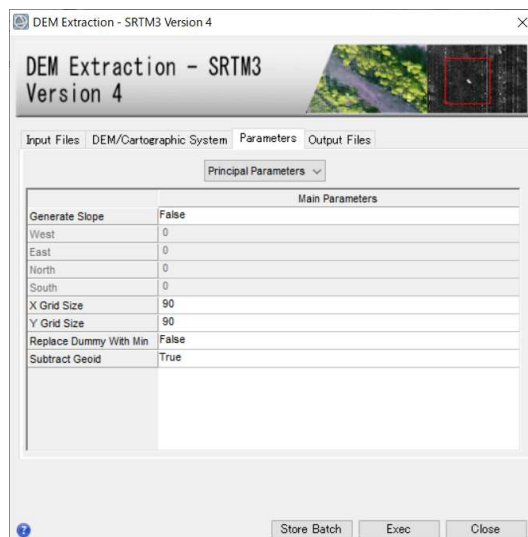 DEM Extraction - SRTM3 Version 4
DEM Extraction - SRTM3
Version 4
Input Files DEM/Cartographic System Parameters Output Files
Principal Parameters
Main Parameters
Generate Slope False
West 0
East 0
North 0
South 0
X Grid Size 90
Y Grid Size 90
Replace Dummy With Min False
Subtract Geoid True
? Store Batch Exec Close